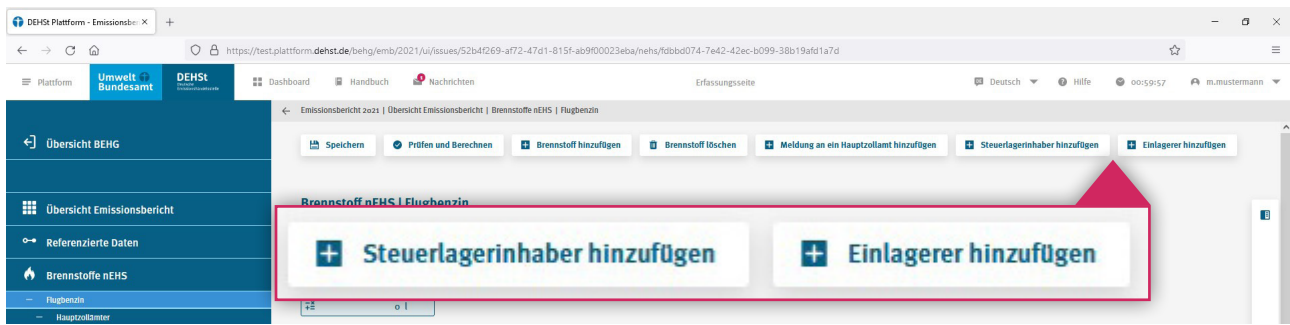 DEHSt Plattform - Emissionsber
https://test.plattform.dehst.de/behg/emb/2021/ui/issues/52b4f269-af72-47d1-815f-ab9f00023eba/nehs/fdbbd074-7e42-42ec-b099-38b19afd1a7d
Plattform Umwelt Bundesamt DEHSt Dashboard Handbuch Nachrichten Erfassungsseite Deutsch Hilfe 00:59:57 m.mustermann
Emissionsbericht 2021 | Übersicht Emissionsbericht | Brennstoffe nEHS | Flugbenzin
Übersicht BEHG
Speichern Prüfen und Berechnen Brennstoff hinzufügen Brennstoff löschen Meldung an ein Hauptzollamt hinzufügen Steuerlagerinhaber hinzufügen Einlagerer hinzufügen
Übersicht Emissionsbericht
Brennstoff nEHS | Flugbenzin
Referenzierte Daten
Steuerlagerinhaber hinzufügen Einlagerer hinzufügen
Brennstoffe nEHS
Flugbenzin
0 l
Hauptzollämter